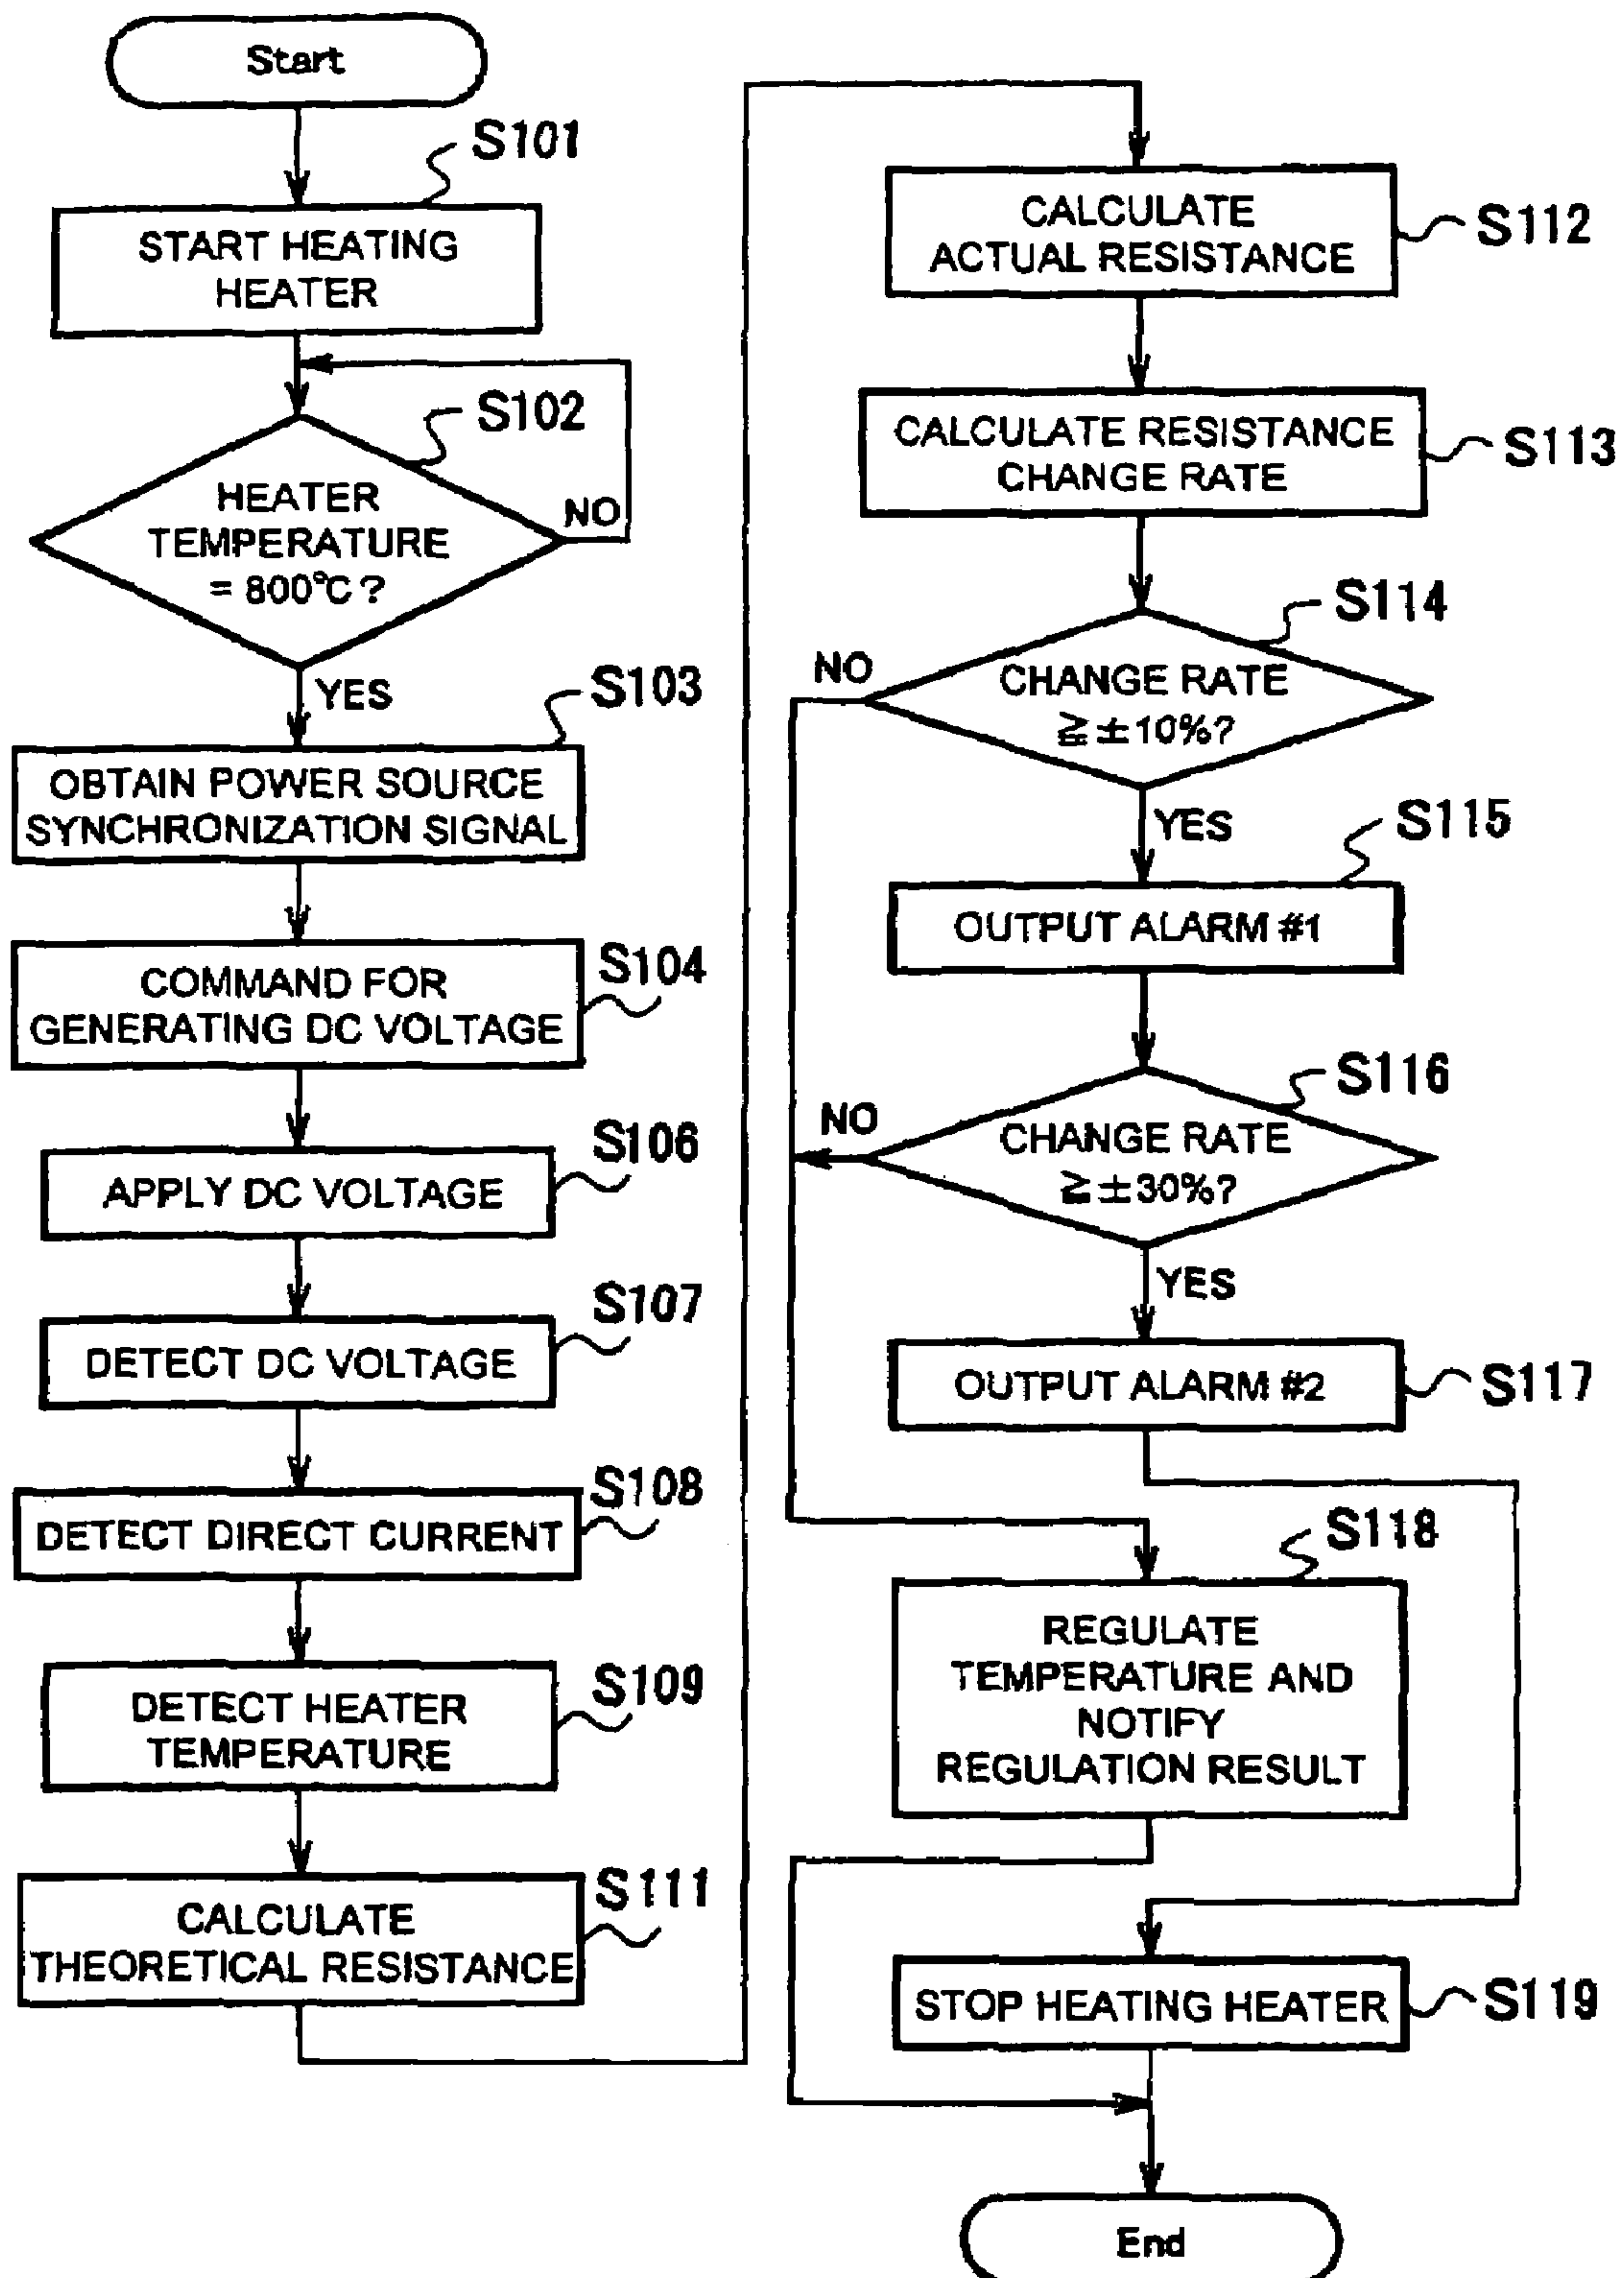 Start
S101
START HEATING
HEATER
S102
HEATER
TEMPERATURE
= 800℃?
NO
YES
S103
OBTAIN POWER SOURCE
SYNCHRONIZATION SIGNAL
S104
COMMAND FOR
GENERATING DC VOLTAGE
S106
APPLY DC VOLTAGE
S107
DETECT DC VOLTAGE
S108
DETECT DIRECT CURRENT
S109
DETECT HEATER
TEMPERATURE
S111
CALCULATE
THEORETICAL RESISTANCE
CALCULATE
ACTUAL RESISTANCE
S112
CALCULATE RESISTANCE
CHANGE RATE
S113
S114
NO
CHANGE RATE
≧±10%?
YES
S115
OUTPUT ALARM #1
S116
NO
CHANGE RATE
≧±30%?
YES
OUTPUT ALARM #2
S117
S118
REGULATE
TEMPERATURE AND
NOTIFY
REGULATION RESULT
STOP HEATING HEATER
S119
End